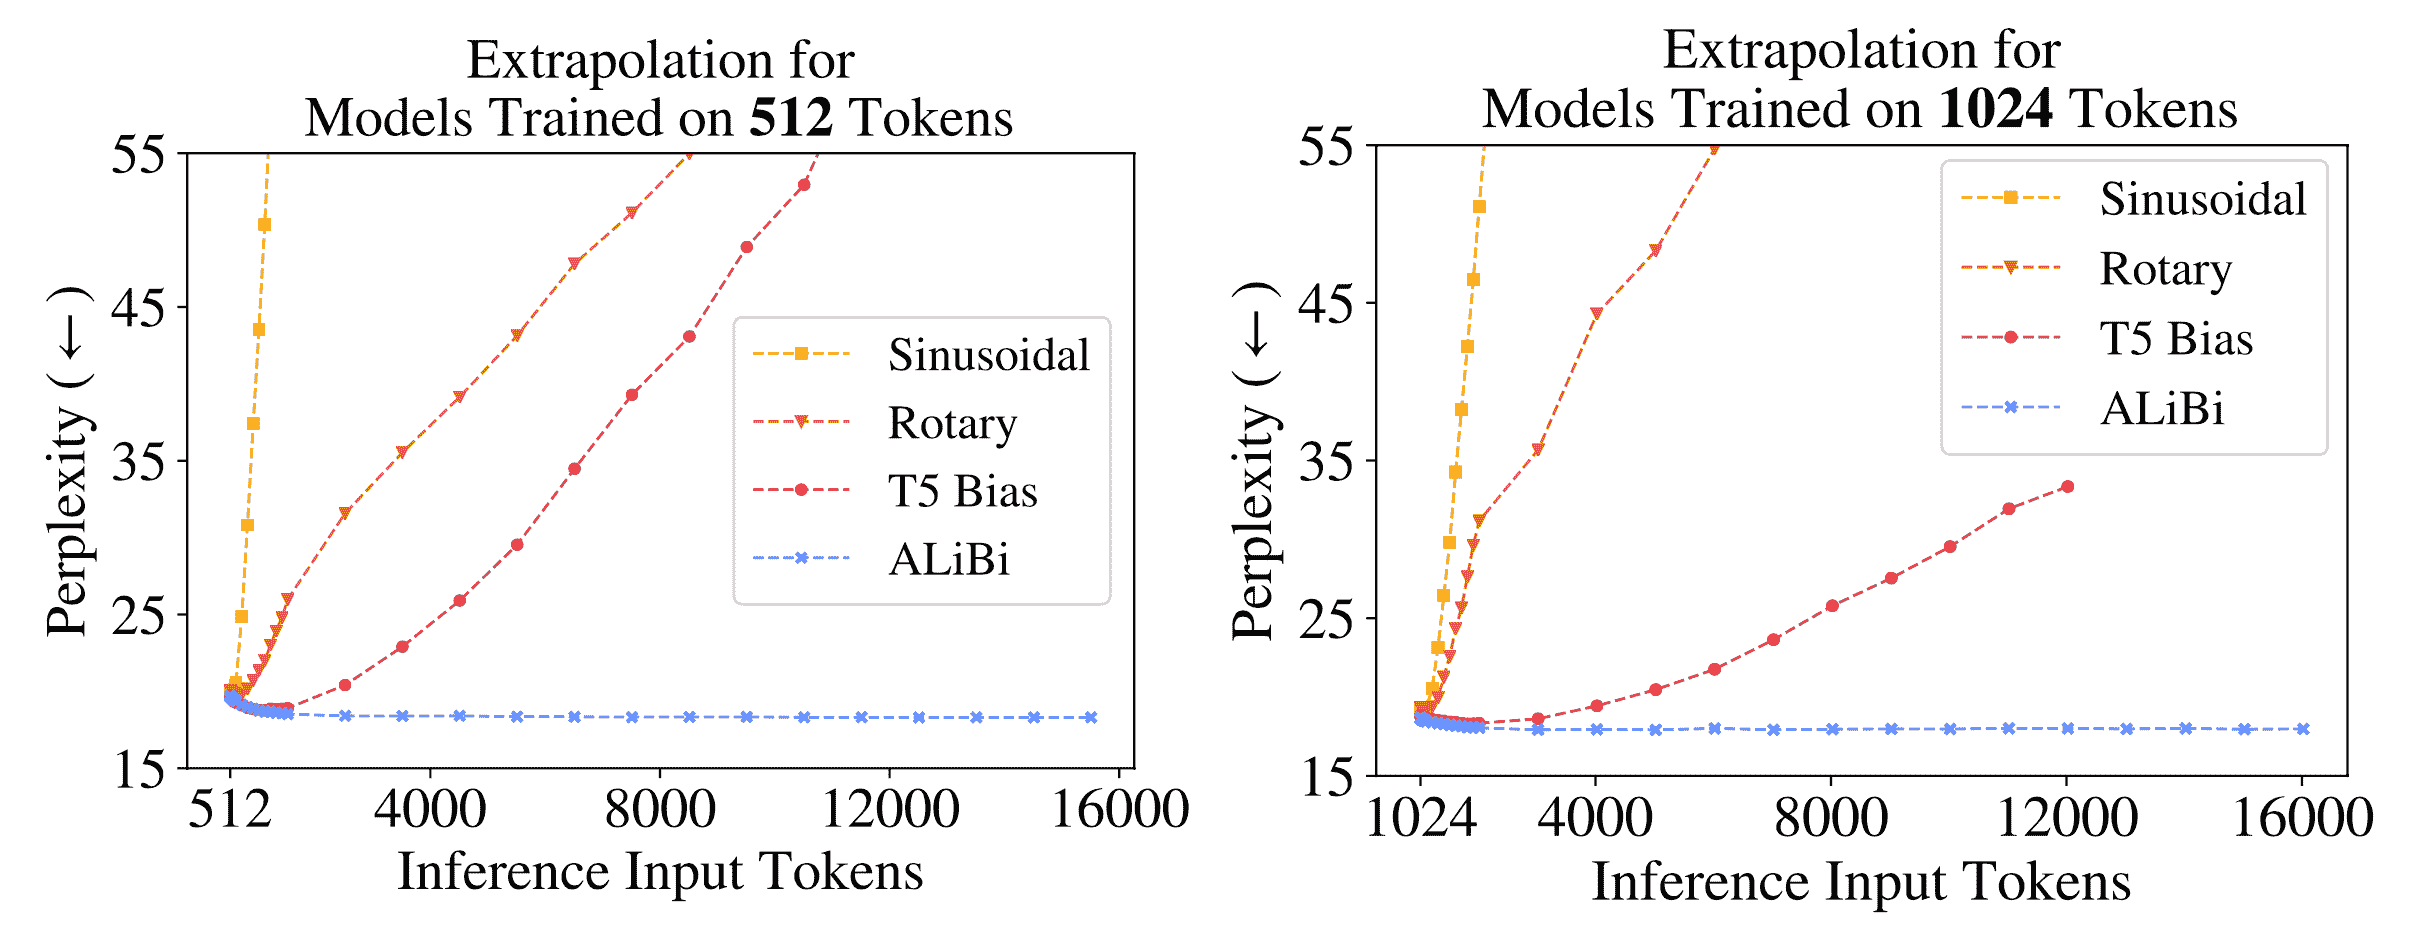 Extrapolation for
Models Trained on 512 Tokens
55
45
35
25
15
Perplexity (←)
512 4000 8000 12000 16000
Inference Input Tokens
Sinusoidal
Rotary
T5 Bias
ALiBi
Extrapolation for
Models Trained on 1024 Tokens
55
45
35
25
15
Perplexity (←)
1024 4000 8000 12000 16000
Inference Input Tokens
Sinusoidal
Rotary
T5 Bias
ALiBi